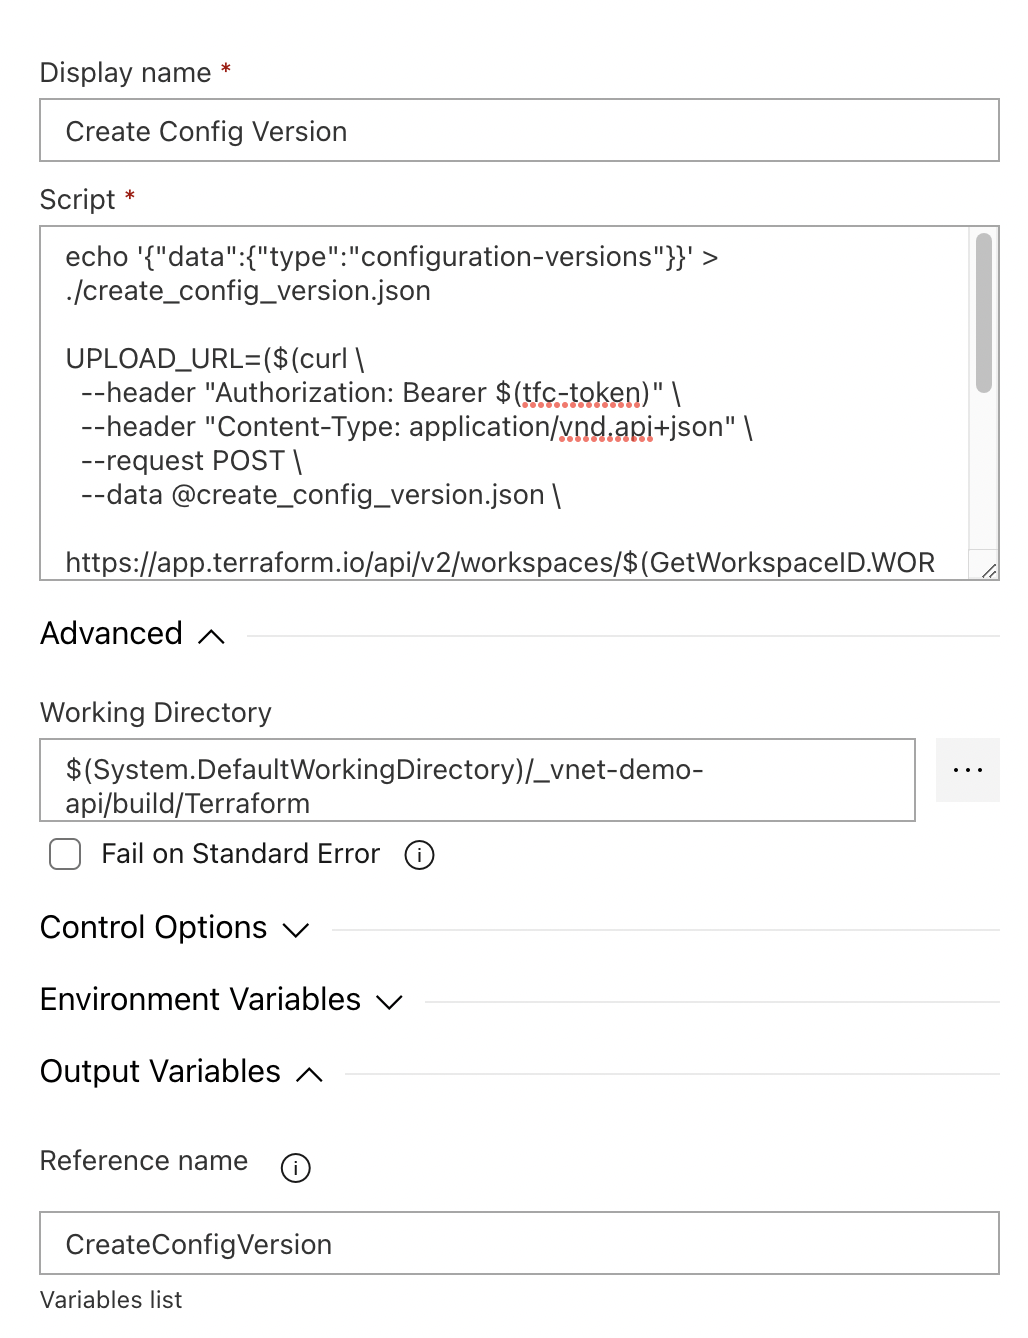 Display name *
Create Config Version
Script *
echo '{"data":{"type":"configuration-versions"}}' >
./create_config_version.json
UPLOAD_URL=($(curl \
--header "Authorization: Bearer $(tfc-token)" \
--header "Content-Type: application/vnd.api+json" \
--request POST \
--data @create_config_version.json \
https://app.terraform.io/api/v2/workspaces/$(GetWorkspaceID.WOR
Advanced
Working Directory
$(System.DefaultWorkingDirectory)/_vnet-demo-
api/build/Terraform
...
Fail on Standard Error
Control Options
Environment Variables
Output Variables
Reference name
CreateConfigVersion
Variables list